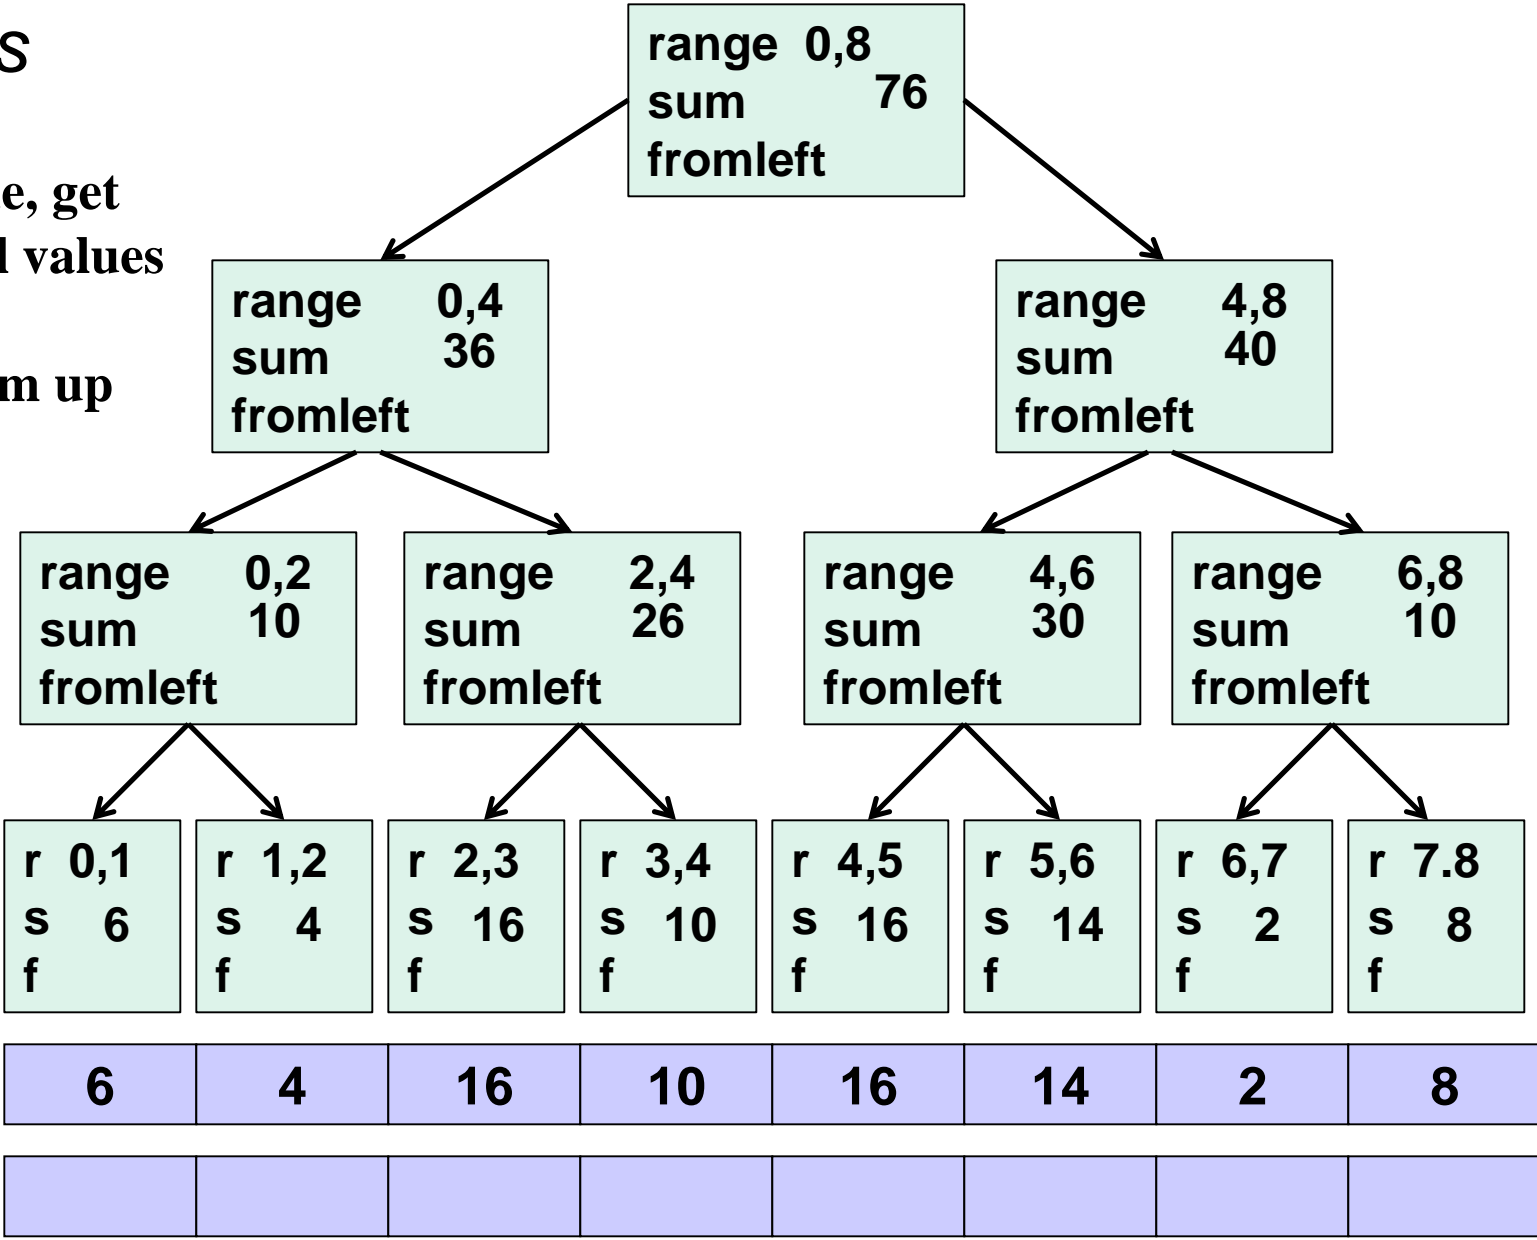 s
e, get
l values
m up
range 0,8
sum 76
fromleft
range 0,4
sum 36
fromleft
range 4,8
sum 40
fromleft
range 0,2
sum 10
fromleft
range 2,4
sum 26
fromleft
range 4,6
sum 30
fromleft
range 6,8
sum 10
fromleft
r 0,1
s 6
f
r 1,2
s 4
f
r 2,3
s 16
f
r 3,4
s 10
f
r 4,5
s 16
f
r 5,6
s 14
f
r 6,7
s 2
f
r 7.8
s 8
f
6 4 16 10 16 14 2 8